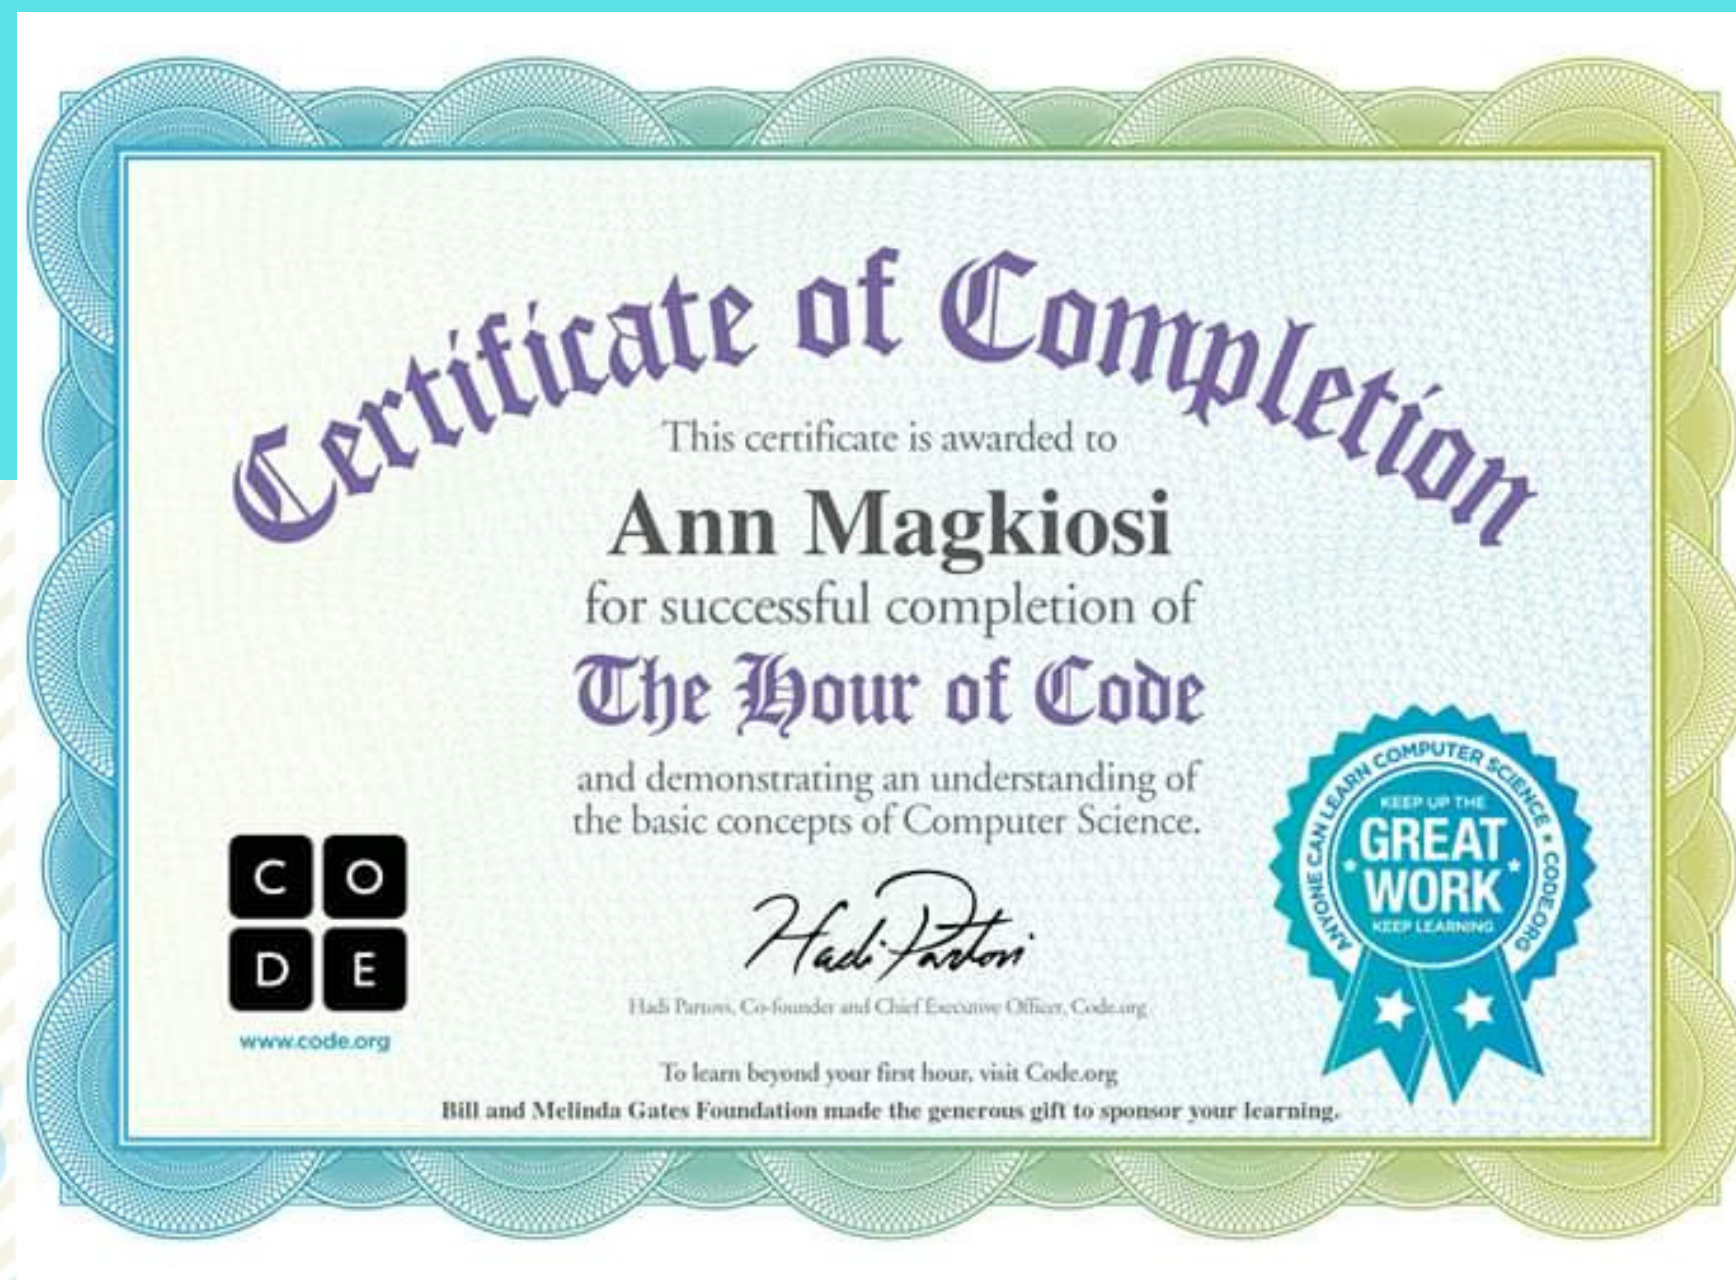 Certificate of Completion
This certificate is awarded to
Ann Magkiosi
for successful completion of
The Hour of Code
and demonstrating an understanding of
the basic concepts of Computer Science.
C O
D E
www.code.org
Hadi Partovi
Hadi Partovi, Co-founder and Chief Executive Officer, Code.org
To learn beyond your first hour, visit Code.org
Bill and Melinda Gates Foundation made the generous gift to sponsor your learning.
ANYONE CAN LEARN COMPUTER SCIENCE • CODE.ORG
KEEP UP THE
GREAT
WORK
KEEP LEARNING